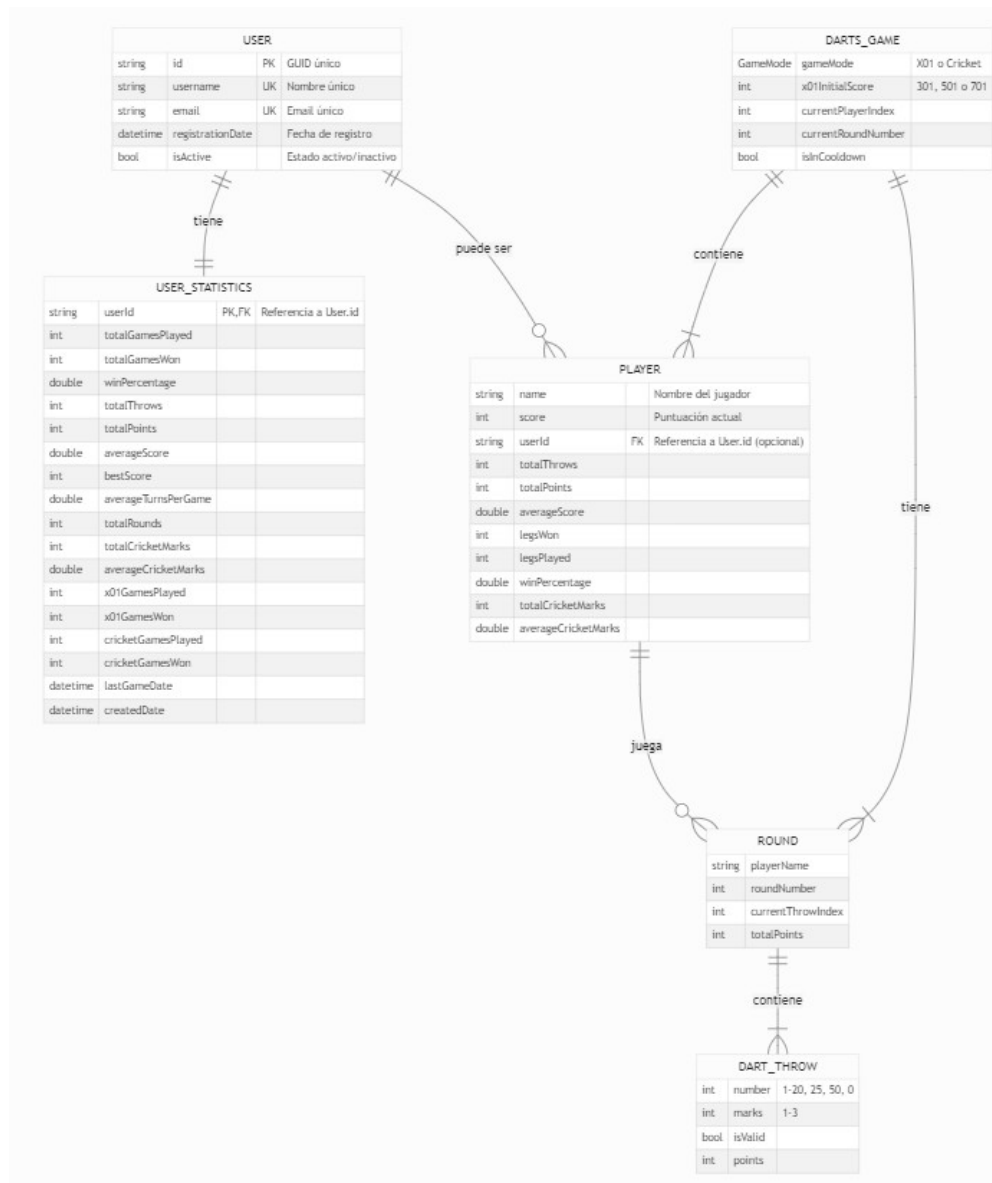 USER
string id PK GUID único
string username UK Nombre único
string email UK Email único
datetime registrationDate Fecha de registro
bool isActive Estado activo/inactivo
DARTS_GAME
GameMode gameMode X01 o Cricket
int x01InitialScore 301, 501 o 701
int currentPlayerIndex
int currentRoundNumber
bool isInCooldown
tiene
puede ser
contiene
USER_STATISTICS
string userId PK,FK Referencia a User.id
int totalGamesPlayed
int totalGamesWon
double winPercentage
int totalThrows
int totalPoints
double averageScore
int bestScore
double averageTurnsPerGame
int totalRounds
int totalCricketMarks
double averageCricketMarks
int x01GamesPlayed
int x01GamesWon
int cricketGamesPlayed
int cricketGamesWon
datetime lastGameDate
datetime createdDate
PLAYER
string name Nombre del jugador
int score Puntuación actual
string userId FK Referencia a User.id (opcional)
int totalThrows
int totalPoints
double averageScore
int legsWon
int legsPlayed
double winPercentage
int totalCricketMarks
double averageCricketMarks
tiene
juega
ROUND
string playerName
int roundNumber
int currentThrowIndex
int totalPoints
contiene
DART_THROW
int number 1-20, 25, 50, 0
int marks 1-3
bool isValid
int points